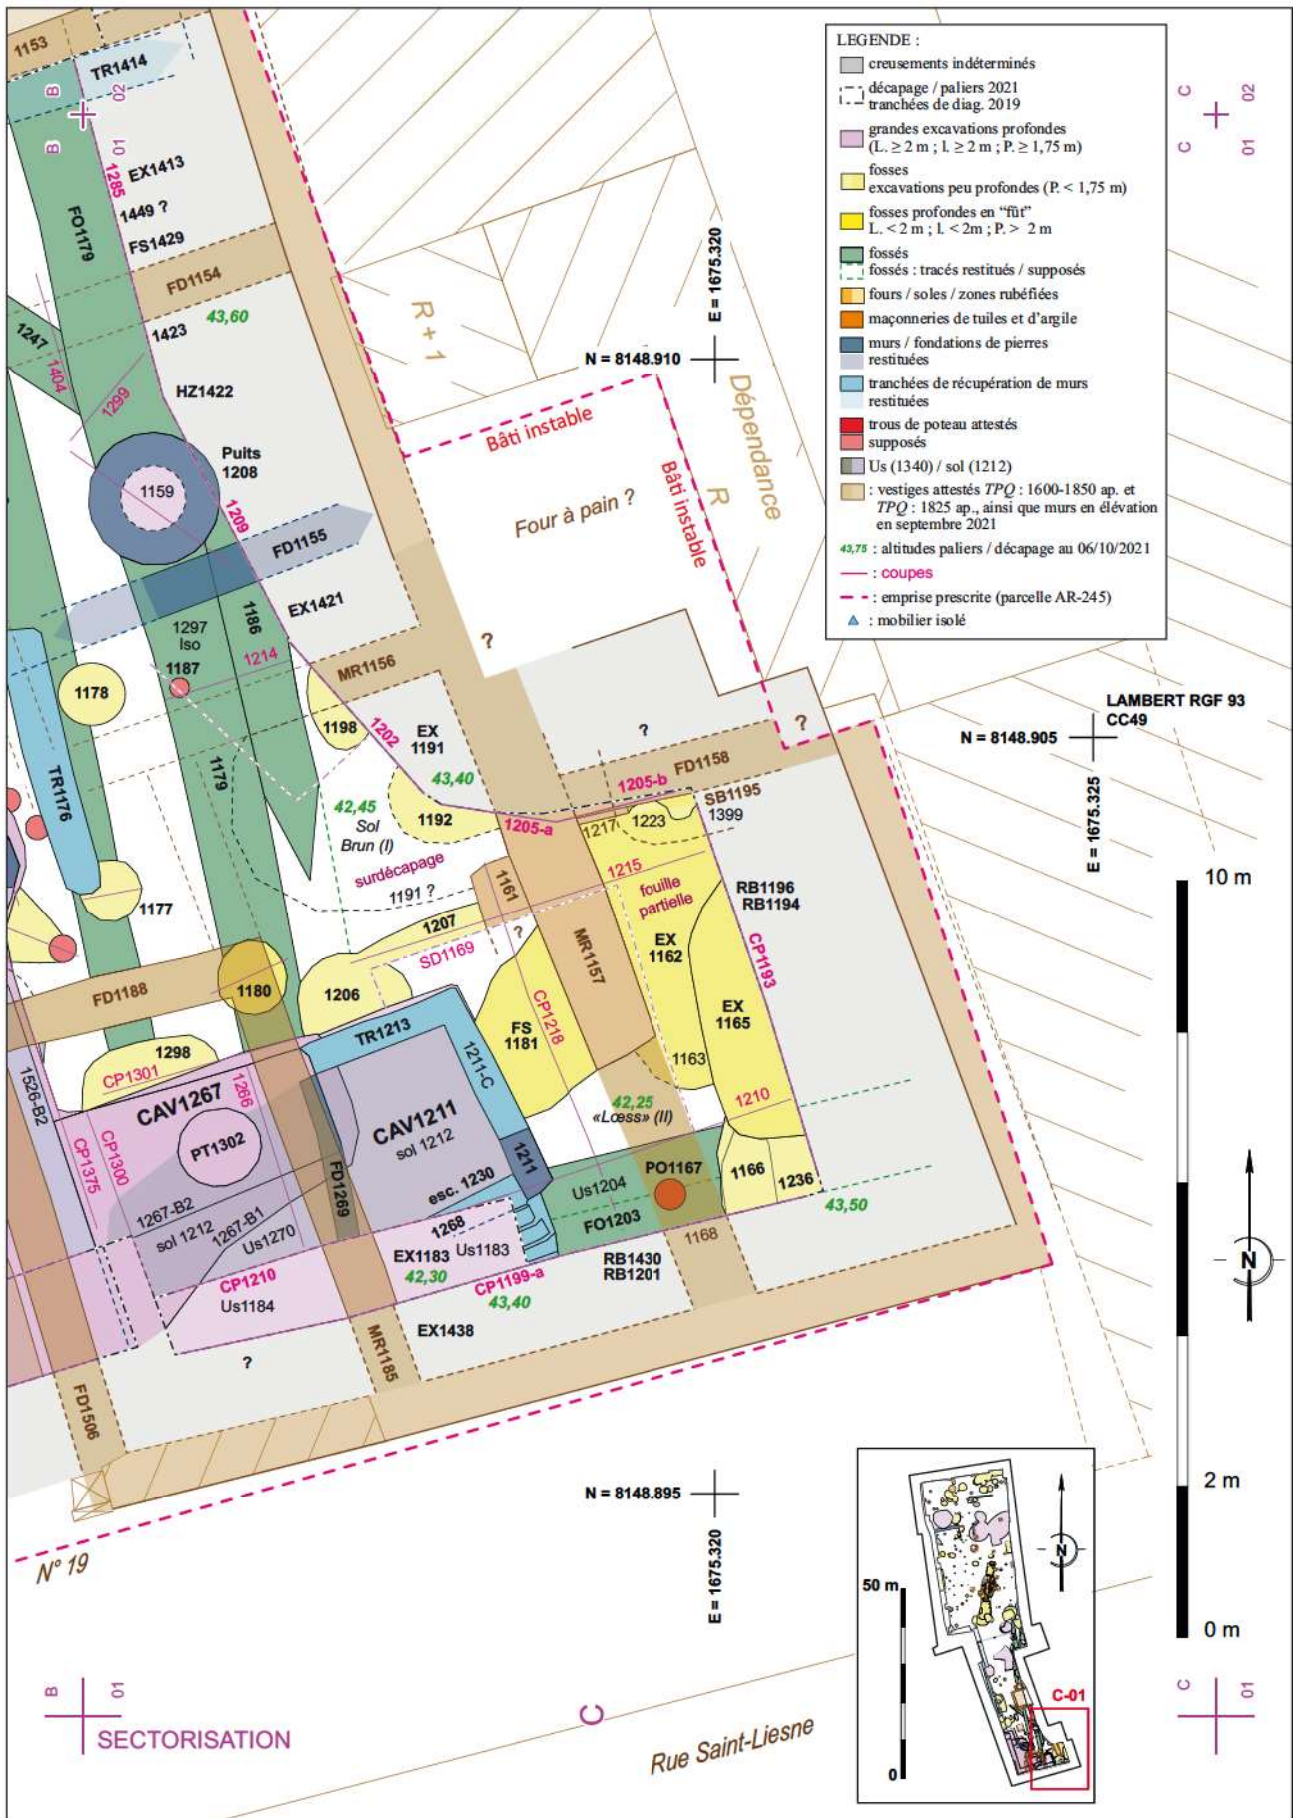 1153
TR1414
B
B
02
01
EX1413
1285
1449 ?
FS1429
FO1179
FD1154
43,60
1423
1247
1404
1299
HZ1422
Puits
1208
1159
1209
FD1155
EX1421
1186
1297
Iso
1187
1214
MR1156
1178
1198
1202
EX
1191
43,40
TR1176
1179
42,45
Sol
Brun (I)
1192
surdécapage
1191 ?
1205-a
1205-b
FD1158
SB1195
1399
1217
1223
1215
1161
1177
1207
SD1169
?
fouille
partielle
RB1196
RB1194
MR1157
EX
1162
CP1193
FD1188
1180
1206
CP1218
FS
1181
EX
1165
TR1213
1211-C
1163
1298
CP1301
1266
1526-B2
CAV1267
CAV1211
sol 1212
42,25
«Lœss» (II)
1210
CP1375
CP1300
PT1302
FD1269
1211
esc. 1230
PO1167
1166
1236
Us1204
FO1203
43,50
1267-B2
sol 1212
1267-B1
Us1270
1268
EX1183
Us1183
42,30
CP1210
Us1184
CP1199-a
43,40
RB1430
RB1201
1168
EX1438
MR1185
?
FD1506
R + 1
Dépendance
R
Bâti instable
Bâti instable
Four à pain ?
?
?
?
N = 8148.910
E = 1675.320
LEGENDE :
creusements indéterminés
décapage / paliers 2021
tranchées de diag. 2019
grandes excavations profondes
(L. ≥ 2 m ; l. ≥ 2 m ; P. ≥ 1,75 m)
fosses
excavations peu profondes (P. < 1,75 m)
fosses profondes en “fût”
L. < 2 m ; l. < 2m ; P. > 2 m
fossés
fossés : tracés restitués / supposés
fours / soles / zones rubéfiées
maçonneries de tuiles et d’argile
murs / fondations de pierres
restituées
tranchées de récupération de murs
restituées
trous de poteau attestés
supposés
Us (1340) / sol (1212)
: vestiges attestés TPQ : 1600-1850 ap. et
TPQ : 1825 ap., ainsi que murs en élévation
en septembre 2021
43,75 : altitudes paliers / décapage au 06/10/2021
: coupes
: emprise prescrite (parcelle AR-245)
: mobilier isolé
C
C
02
01
LAMBERT RGF 93
CC49
N = 8148.905
E = 1675.325
10 m
2 m
0 m
N
N = 8148.895
E = 1675.320
N° 19
B
01
SECTORISATION
C
Rue Saint-Liesne
50 m
0
N
C-01
C
01